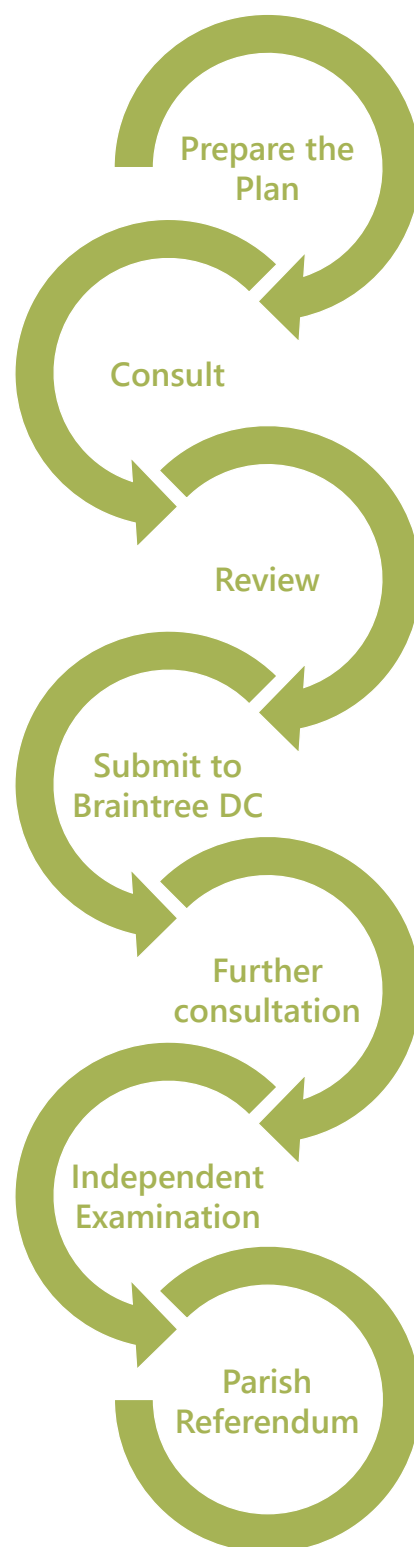 Prepare the
Plan
Consult
Review
Submit to
Braintree DC
Further
consultation
Independent
Examination
Parish
Referendum